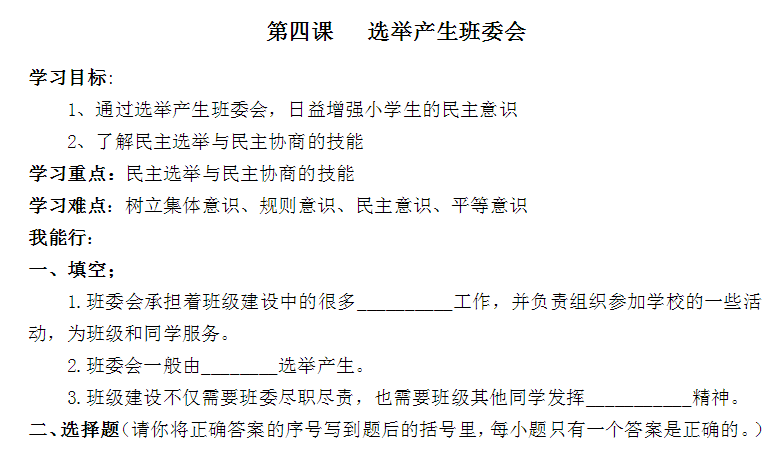 第四课 选举产生班委会
学习目标:
1、通过选举产生班委会，日益增强小学生的民主意识
2、了解民主选举与民主协商的技能
学习重点：民主选举与民主协商的技能
学习难点：树立集体意识、规则意识、民主意识、平等意识
我能行：
一、填空；
1.班委会承担着班级建设中的很多__________工作，并负责组织参加学校的一些活
动，为班级和同学服务。
2.班委会一般由________选举产生。
3.班级建设不仅需要班委尽职尽责，也需要班级其他同学发挥___________精神。
二、选择题（请你将正确答案的序号写到题后的括号里，每小题只有一个答案是正确的。）